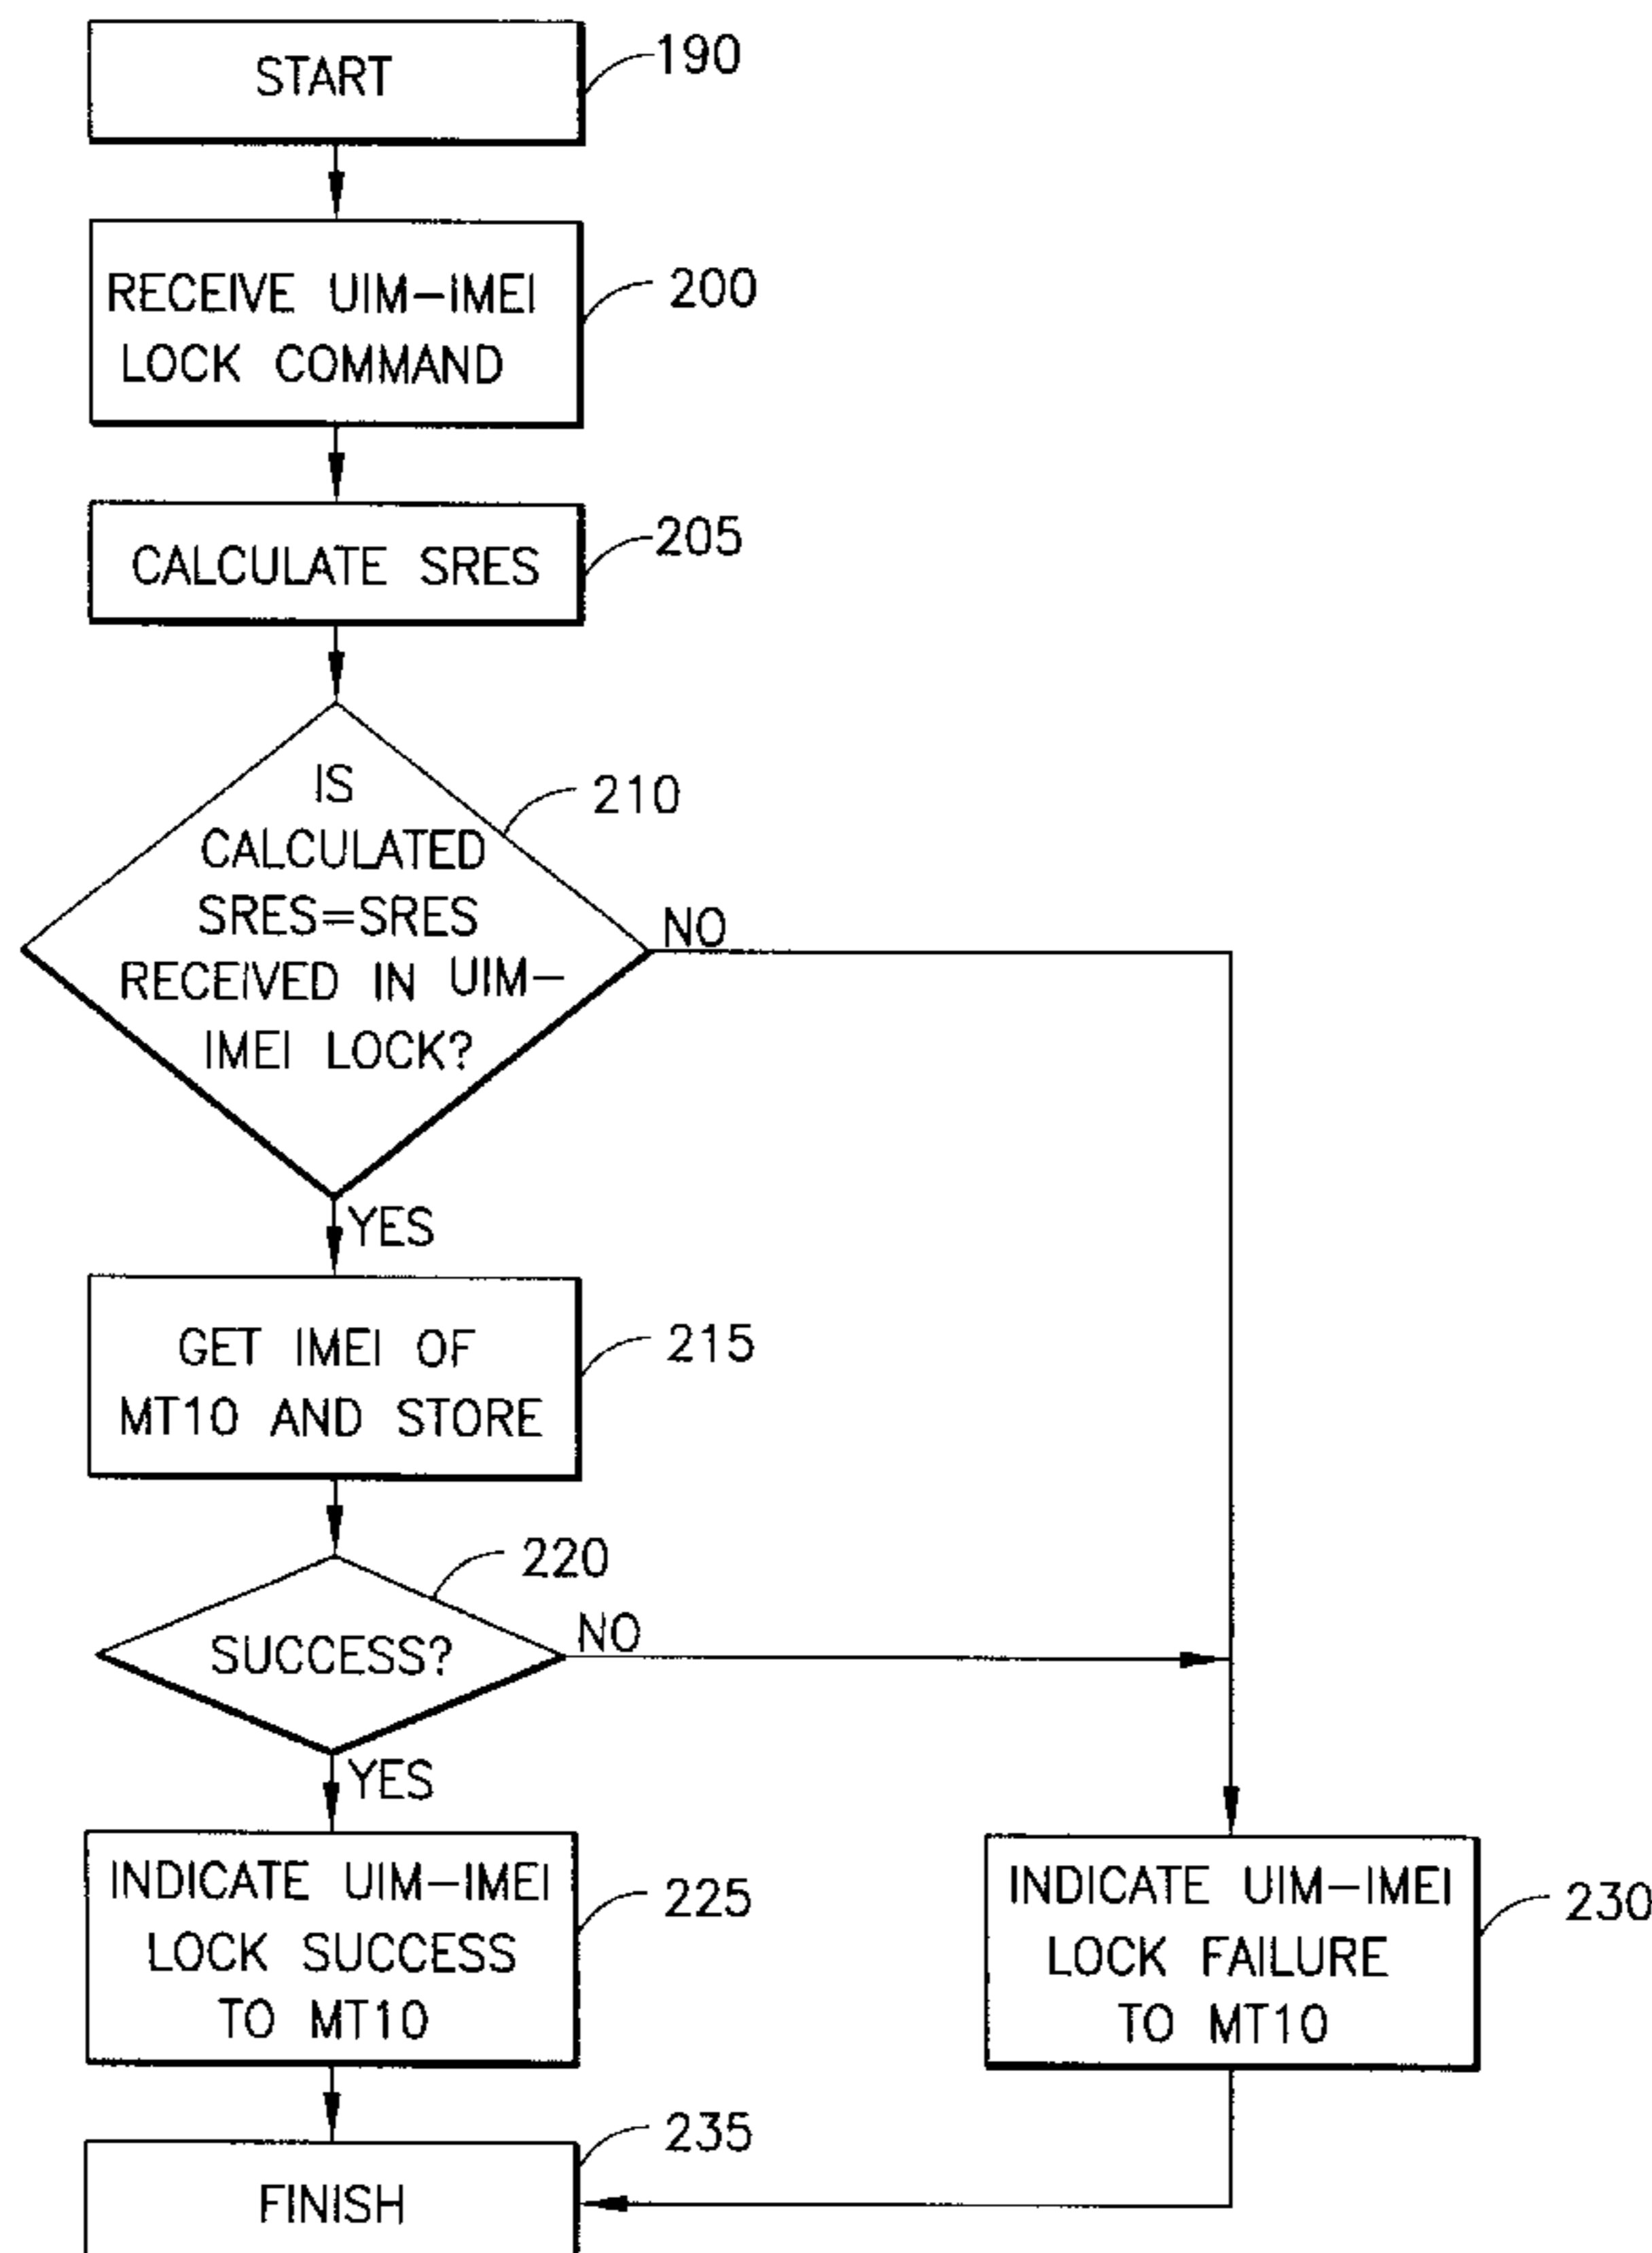 START
190
RECEIVE UIM-IMEI
LOCK COMMAND
200
CALCULATE SRES
205
IS
CALCULATED
SRES=SRES
RECEIVED IN UIM-
IMEI LOCK?
210
NO
YES
GET IMEI OF
MT10 AND STORE
215
SUCCESS?
220
NO
YES
INDICATE UIM-IMEI
LOCK SUCCESS
TO MT10
225
INDICATE UIM-IMEI
LOCK FAILURE
TO MT10
230
FINISH
235